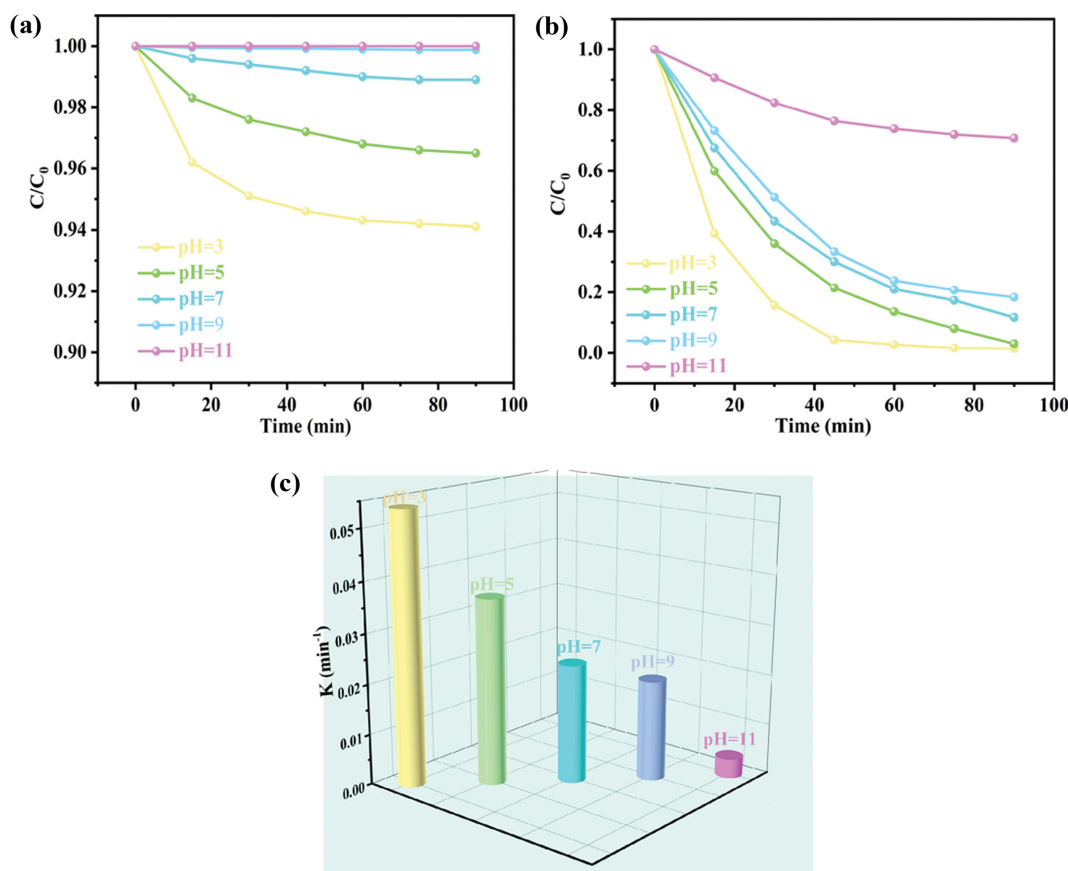 (a)
C/C0
1.00
0.98
0.96
0.94
0.92
0.90
pH=3
pH=5
pH=7
pH=9
pH=11
0
20
40
60
80
100
Time (min)
(b)
C/C0
1.0
0.8
0.6
0.4
0.2
0.0
pH=3
pH=5
pH=7
pH=9
pH=11
0
20
40
60
80
100
Time (min)
(c)
K (min-1)
0.05
0.04
0.03
0.02
0.01
0.00
pH=3
pH=5
pH=7
pH=9
pH=11